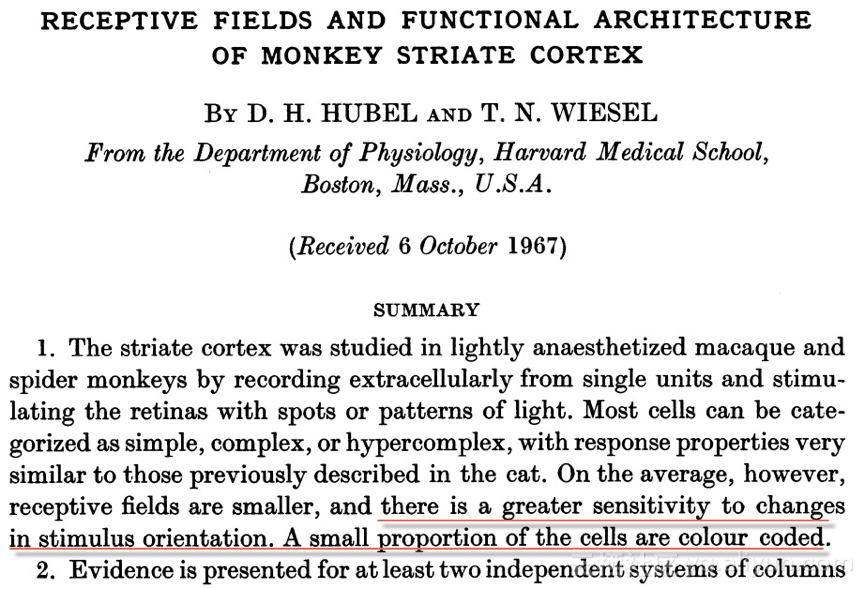 RECEPTIVE FIELDS AND FUNCTIONAL ARCHITECTURE
OF MONKEY STRIATE CORTEX
BY D. H. HUBEL AND T. N. WIESEL
From the Department of Physiology, Harvard Medical School,
Boston, Mass., U.S.A.
(Received 6 October 1967)
SUMMARY
1. The striate cortex was studied in lightly anaesthetized macaque and
spider monkeys by recording extracellularly from single units and stimu-
lating the retinas with spots or patterns of light. Most cells can be cate-
gorized as simple, complex, or hypercomplex, with response properties very
similar to those previously described in the cat. On the average, however,
receptive fields are smaller, and there is a greater sensitivity to changes
in stimulus orientation. A small proportion of the cells are colour coded.
2. Evidence is presented for at least two independent systems of columns